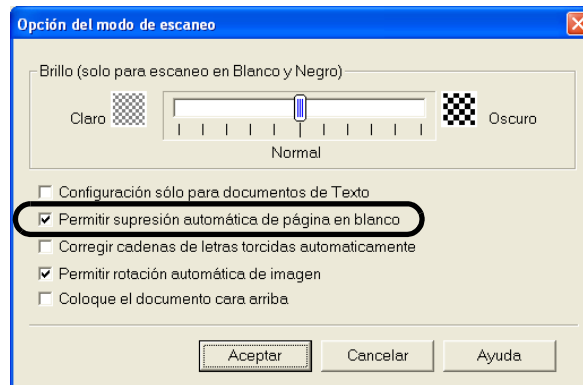 Opción del modo de escaneo
Brillo (solo para escaneo en Blanco y Negro)
Claro
Oscuro
Normal
Configuración sólo para documentos de Texto
Permitir supresión automática de página en blanco
Corregir cadenas de letras torcidas automaticamente
Permitir rotación automática de imagen
Coloque el documento cara arriba
Aceptar Cancelar Ayuda